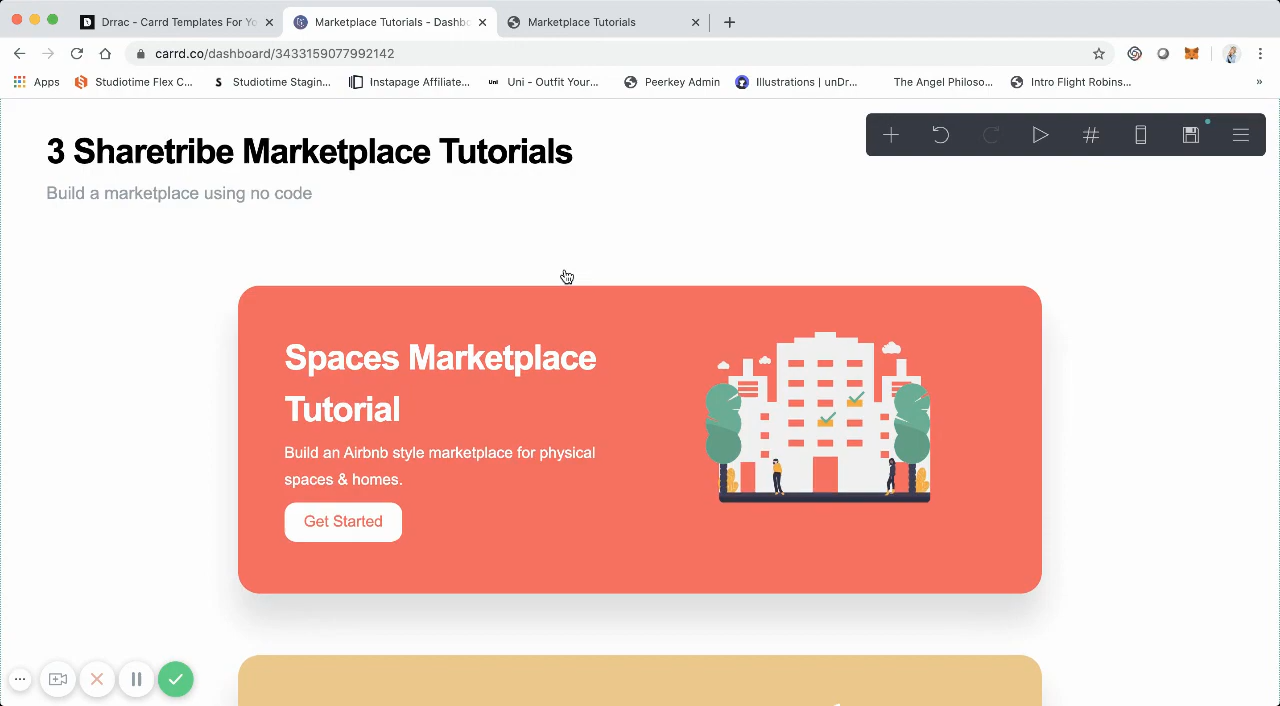 Drrac - Carrd Templates For Yo
Marketplace Tutorials - Dashbo
Marketplace Tutorials
carrd.co/dashboard/3433159077992142
Apps
Studiotime Flex C...
Studiotime Stagin...
Instapage Affiliate...
Uni - Outfit Your...
Peerkey Admin
Illustrations | unDr...
The Angel Philoso...
Intro Flight Robins...
3 Sharetribe Marketplace Tutorials
Build a marketplace using no code
Spaces Marketplace
Tutorial
Build an Airbnb style marketplace for physical
spaces & homes.
Get Started